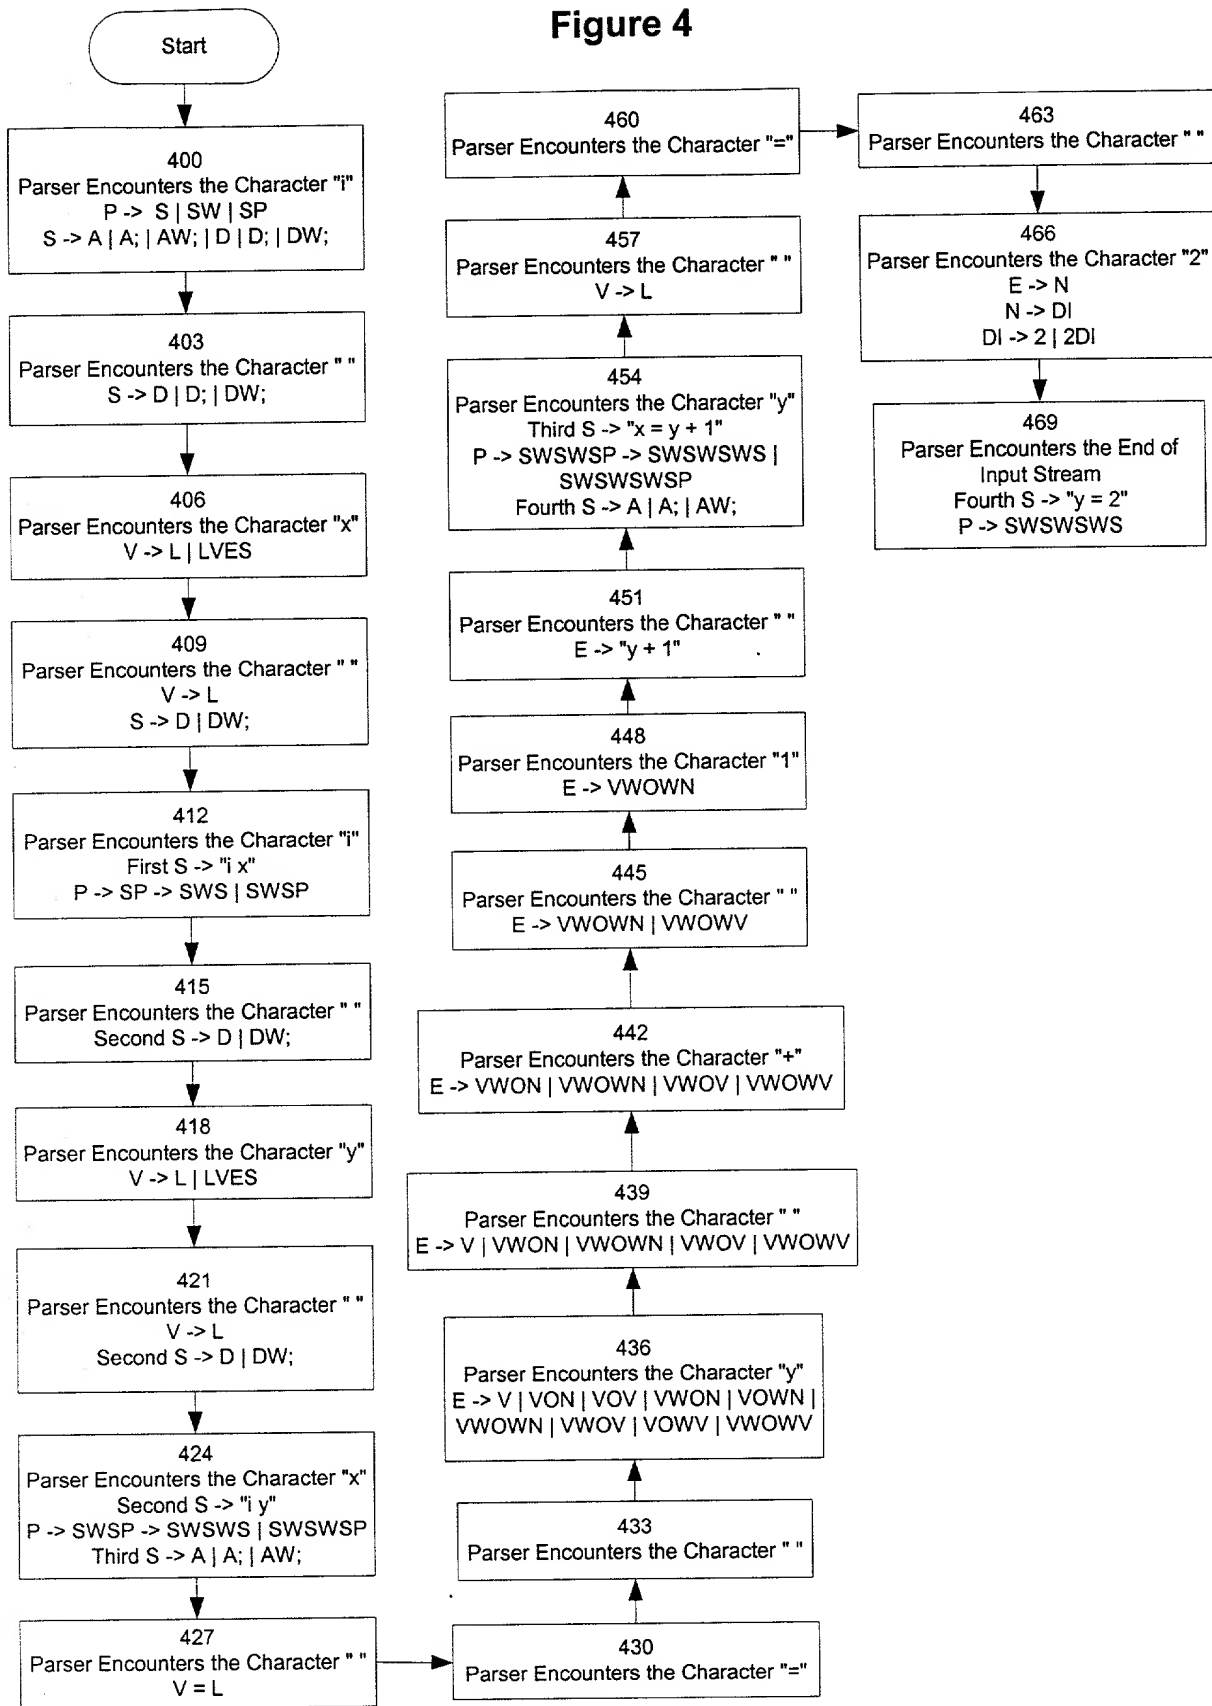 Figure 4
Start
400
Parser Encounters the Character "i"
P -> S | SW | SP
S -> A | A; | AW; | D | D; | DW;
403
Parser Encounters the Character " "
S -> D | D; | DW;
406
Parser Encounters the Character "x"
V -> L | LVES
409
Parser Encounters the Character " "
V -> L
S -> D | DW;
412
Parser Encounters the Character "i"
First S -> "i x"
P -> SP -> SWS | SWSP
415
Parser Encounters the Character " "
Second S -> D | DW;
418
Parser Encounters the Character "y"
V -> L | LVES
421
Parser Encounters the Character " "
V -> L
Second S -> D | DW;
424
Parser Encounters the Character "x"
Second S -> "i y"
P -> SWSP -> SWSWS | SWSWSP
Third S -> A | A; | AW;
427
Parser Encounters the Character " "
V = L
430
Parser Encounters the Character "="
433
Parser Encounters the Character " "
436
Parser Encounters the Character "y"
E -> V | VON | VOV | VWON | VOWN |
VWOWN | VWOV | VOWV | VWOWV
439
Parser Encounters the Character " "
E -> V | VWON | VWOWN | VWOV | VWOWV
442
Parser Encounters the Character "+"
E -> VWON | VWOWN | VWOV | VWOWV
445
Parser Encounters the Character " "
E -> VWOWN | VWOWV
448
Parser Encounters the Character "1"
E -> VWOWN
451
Parser Encounters the Character " "
E -> "y + 1"
454
Parser Encounters the Character "y"
Third S -> "x = y + 1"
P -> SWSWSP -> SWSWSWS |
SWSWSWSP
Fourth S -> A | A; | AW;
457
Parser Encounters the Character " "
V -> L
460
Parser Encounters the Character "="
463
Parser Encounters the Character " "
466
Parser Encounters the Character "2"
E -> N
N -> DI
DI -> 2 | 2DI
469
Parser Encounters the End of
Input Stream
Fourth S -> "y = 2"
P -> SWSWSWS